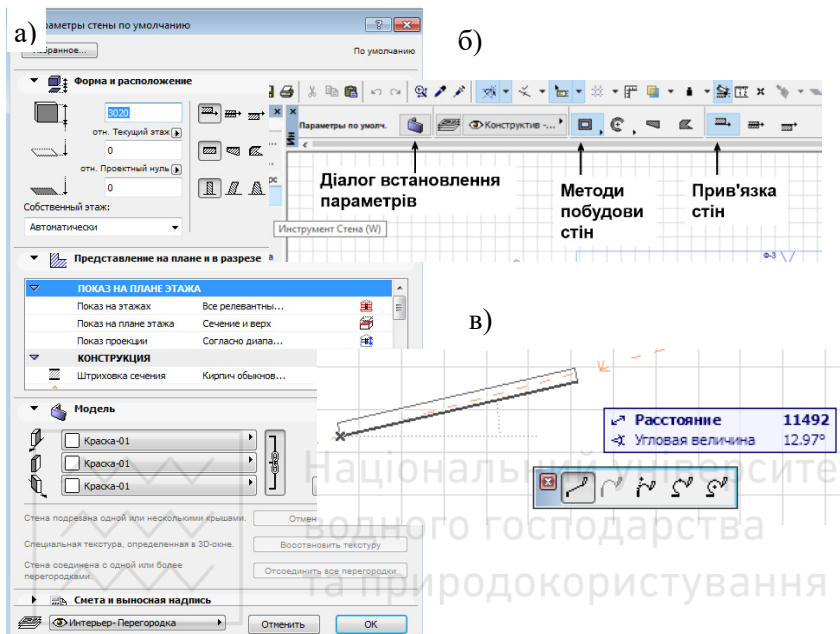 а)
Параметры стены по умолчанию
Избранное...
По умолчанию
Форма и расположение
3020
отн. Текущий этаж
0
отн. Проектный нуль
0
Собственный этаж:
Автоматически
Представление на плане и в разрезе
ПОКАЗ НА ПЛАНЕ ЭТАЖА
Показ на этажах Все релевантны...
Показ на плане этажа Сечение и верх
Показ проекции Согласно диапа...
КОНСТРУКЦИЯ
Штриховка сечения Кирпич обыкнов...
Модель
Краска-01
Краска-01
Краска-01
Стена подрезана одной или несколькими крышами.
Отмен
Специальная текстура, определенная в 3D-окне.
Восстановить текстуру
Стена соединена с одной или более перегородками.
Отсоединить все перегородки
Смета и выносная надпись
Интерьер- Перегородка
Отменить
ОК
б)
Параметры по умолч.
Конструктив -...
Ин
Діалог встановлення
параметрів
Методи
побудови
стін
Прив'язка
стін
Инструмент Стена (W)
Ф-3
в)
Расстояние 11492
Угловая величина 12.97°
Національний університе
водного господарства
та природокористування